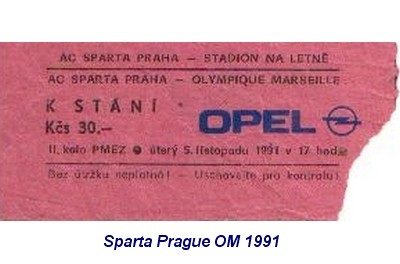 AC SPARTA PRAHA — STADION NA LETNÉ
AC SPARTA PRAHA — OLYMPIQUE MARSEILLE
K STÁNÍ
Kčs 30,—
OPEL
II. kolo PMEZ ● úterý 5. listopadu 1991 v 17 hod
Bez útržku neplatné! — Uschovejte pro kontrolu!
Sparta Prague OM 1991